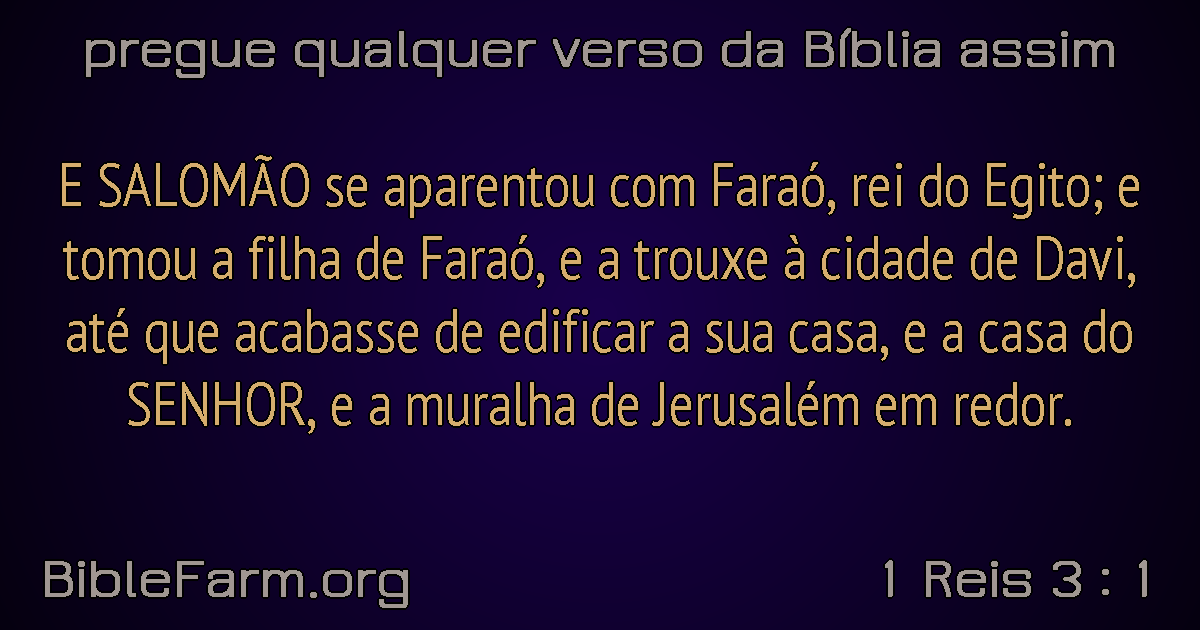 pregue qualquer verso da Bíblia assim
E SALOMÃO se aparentou com Faraó, rei do Egito; e
tomou a filha de Faraó, e a trouxe à cidade de Davi,
até que acabasse de edificar a sua casa, e a casa do
SENHOR, e a muralha de Jerusalém em redor.
BibleFarm.org
1 Reis 3 : 1